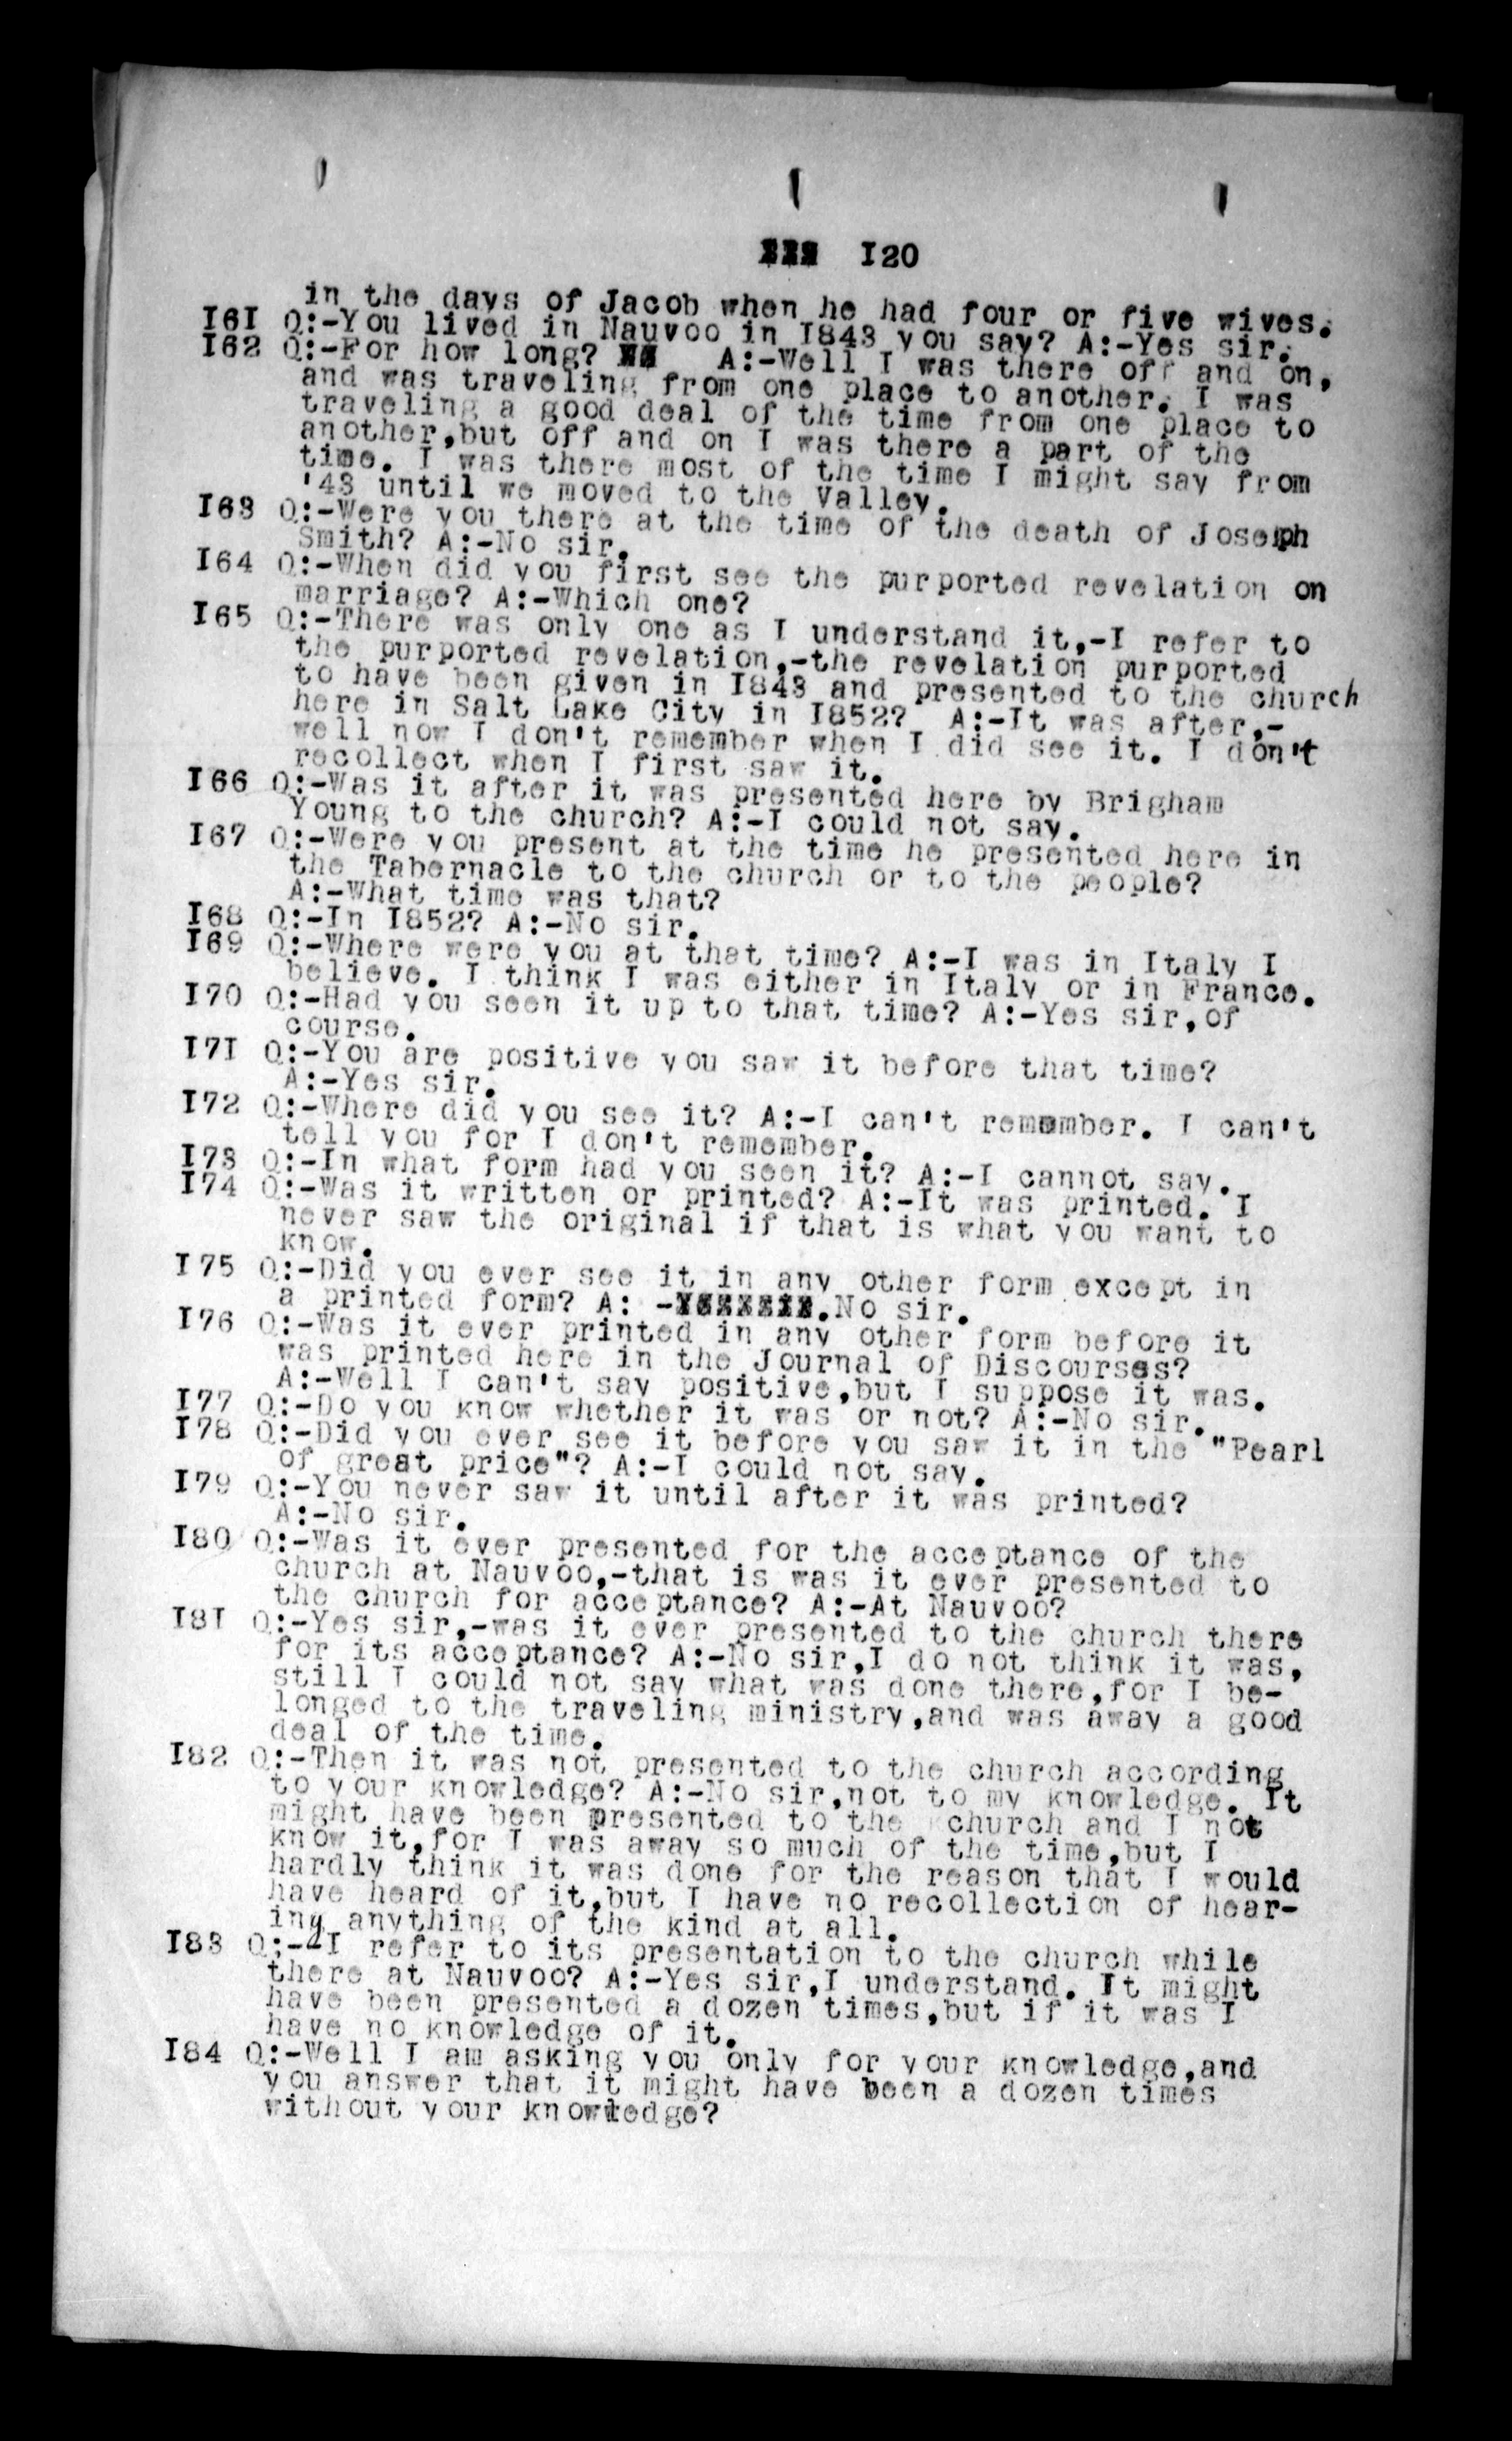 I20
in the days of Jacob when he had four or five wives.
I6I Q:-You lived in Nauvoo in I843 you say? A:-Yes sir.
I62 Q:-For how long? A:-Well I was there off and on,
and was traveling from one place to another. I was
traveling a good deal of the time from one place to
another,but off and on I was there a part of the
time. I was there most of the time I might say from
'43 until we moved to the Valley.
I63 Q:-Were you there at the time of the death of Joseph
Smith? A:-No sir.
I64 Q:-When did you first see the purported revelation on
marriage? A:-Which one?
I65 Q:-There was only one as I understand it,-I refer to
the purported revelation,-the revelation purported
to have been given in I843 and presented to the church
here in Salt Lake City in I852? A:-It was after,-
well now I don't remember when I did see it. I don't
recollect when I first saw it.
I66 Q:-Was it after it was presented here by Brigham
Young to the church? A:-I could not say.
I67 Q:-Were you present at the time he presented here in
the Tabernacle to the church or to the people?
A:-What time was that?
I68 Q:-In I852? A:-No sir.
I69 Q:-Where were you at that time? A:-I was in Italy I
believe. I think I was either in Italy or in France.
I70 Q:-Had you seen it up to that time? A:-Yes sir,of
course.
I7I Q:-You are positive you saw it before that time?
A:-Yes sir.
I72 Q:-Where did you see it? A:-I can't remember. I can't
tell you for I don't remember.
I73 Q:-In what form had you seen it? A:-I cannot say.
I74 Q:-Was it written or printed? A:-It was printed. I
never saw the original if that is what you want to
know.
I75 Q:-Did you ever see it in any other form except in
a printed form? A: -No sir.
I76 Q:-Was it ever printed in any other form before it
was printed here in the Journal of Discourses?
A:-Well I can't say positive,but I suppose it was.
I77 Q:-Do you know whether it was or not? A:-No sir.
I78 Q:-Did you ever see it before you saw it in the "Pearl
of great price"? A:-I could not say.
I79 Q:-You never saw it until after it was printed?
A:-No sir.
I80 Q:-Was it ever presented for the acceptance of the
church at Nauvoo,-that is was it ever presented to
the church for acceptance? A:-At Nauvoo?
I8I Q:-Yes sir,-was it ever presented to the church there
for its acceptance? A:-No sir,I do not think it was,
still I could not say what was done there,for I be-
longed to the traveling ministry,and was away a good
deal of the time.
I82 Q:-Then it was not presented to the church according
to your knowledge? A:-No sir,not to my knowledge. It
might have been presented to the church and I not
know it,for I was away so much of the time,but I
hardly think it was done for the reason that I would
have heard of it,but I have no recollection of hear-
ing anything of the kind at all.
I83 Q:--I refer to its presentation to the church while
there at Nauvoo? A:-Yes sir,I understand. It might
have been presented a dozen times,but if it was I
have no knowledge of it.
I84 Q:-Well I am asking you only for your knowledge,and
you answer that it might have been a dozen times
without your knowledge?